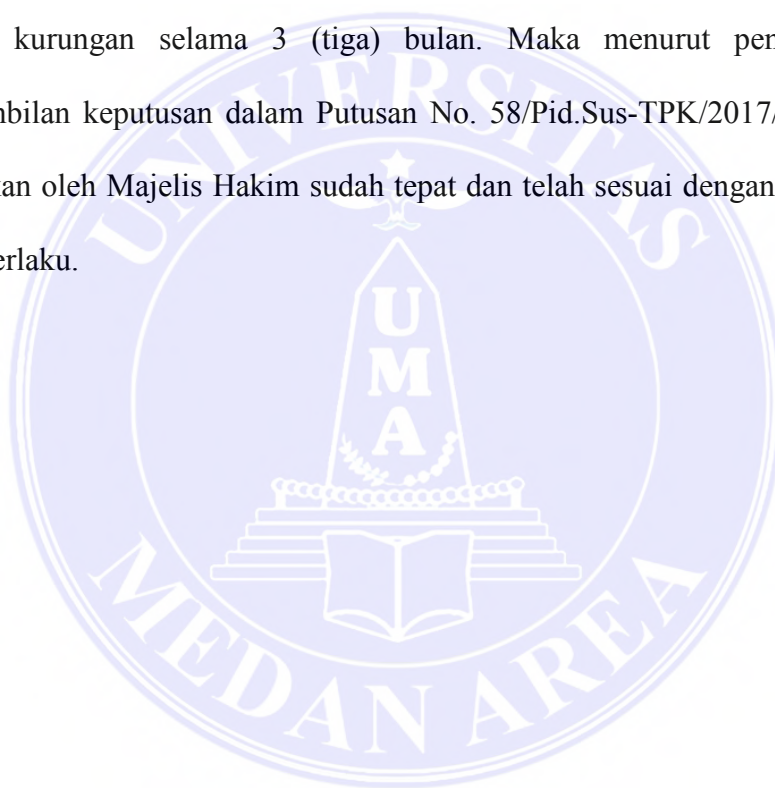 kurungan selama 3 (tiga) bulan. Maka menurut pen
mbilan keputusan dalam Putusan No. 58/Pid.Sus-TPK/2017/
kan oleh Majelis Hakim sudah tepat dan telah sesuai dengan
erlaku.
UNIVERSITAS
U
M
A
MEDAN AREA